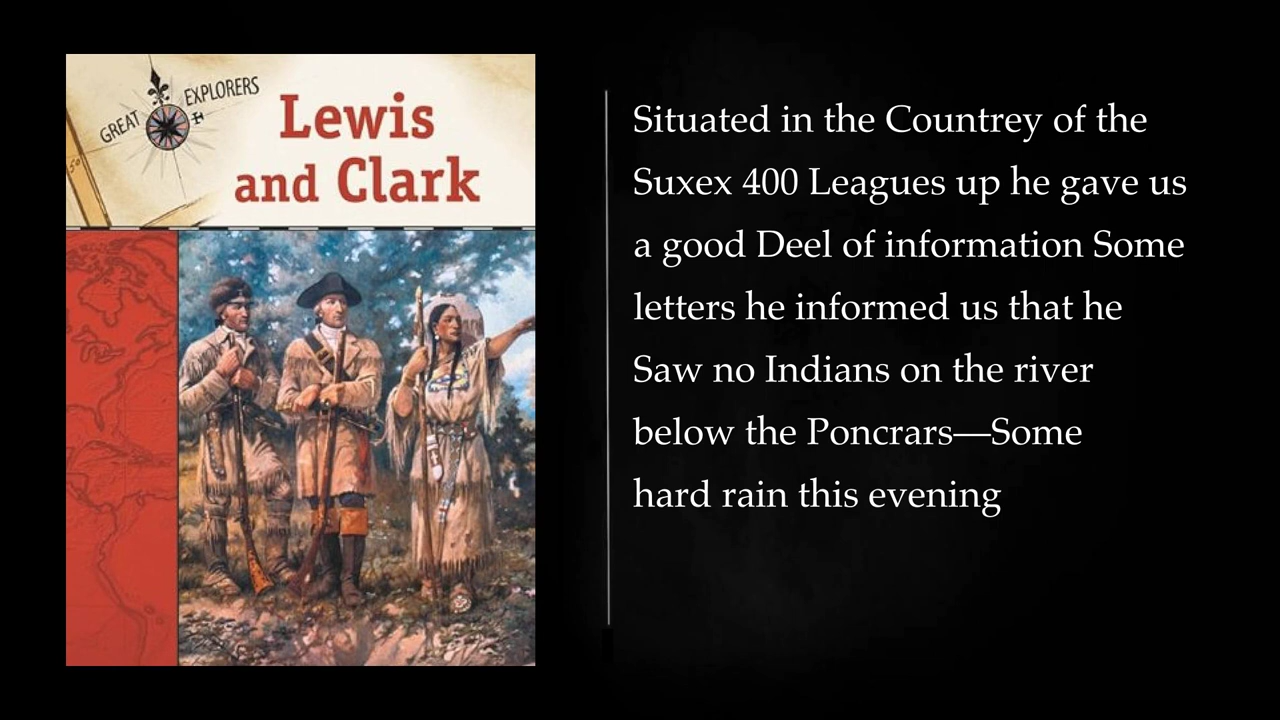 GREAT EXPLORERS
Lewis
and Clark
50
Situated in the Countrey of the
Suxex 400 Leagues up he gave us
a good Deel of information Some
letters he informed us that he
Saw no Indians on the river
below the Poncrars—Some
hard rain this evening